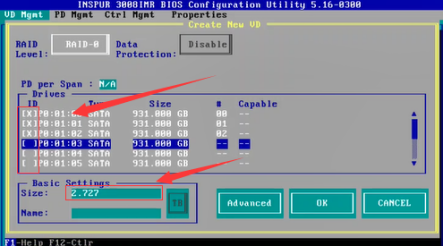 INSPUR 3008IMR BIOS Configuration Utility 5.16-0300
VD Mgmt PD Mgmt Ctrl Mgmt Properties
Create New VD
RAID Level: RAID-0 Data Protection: Disable
PD per Span : N/A
Drives
ID Type Size # Capable
[X]P0:01: SATA 931.000 GB 00 --
[X]P0:01:01 SATA 931.000 GB 01 --
[X]P0:01:02 SATA 931.000 GB 02 --
[ ]P0:01:03 SATA 931.000 GB -- --
[ ]P0:01:04 SATA 931.000 GB -- --
[ ]P0:01:05 SATA 931.000 GB -- --
Basic Settings
Size: 2.727 TB
Name:
Advanced OK CANCEL
F1-Help F12-Ctlr